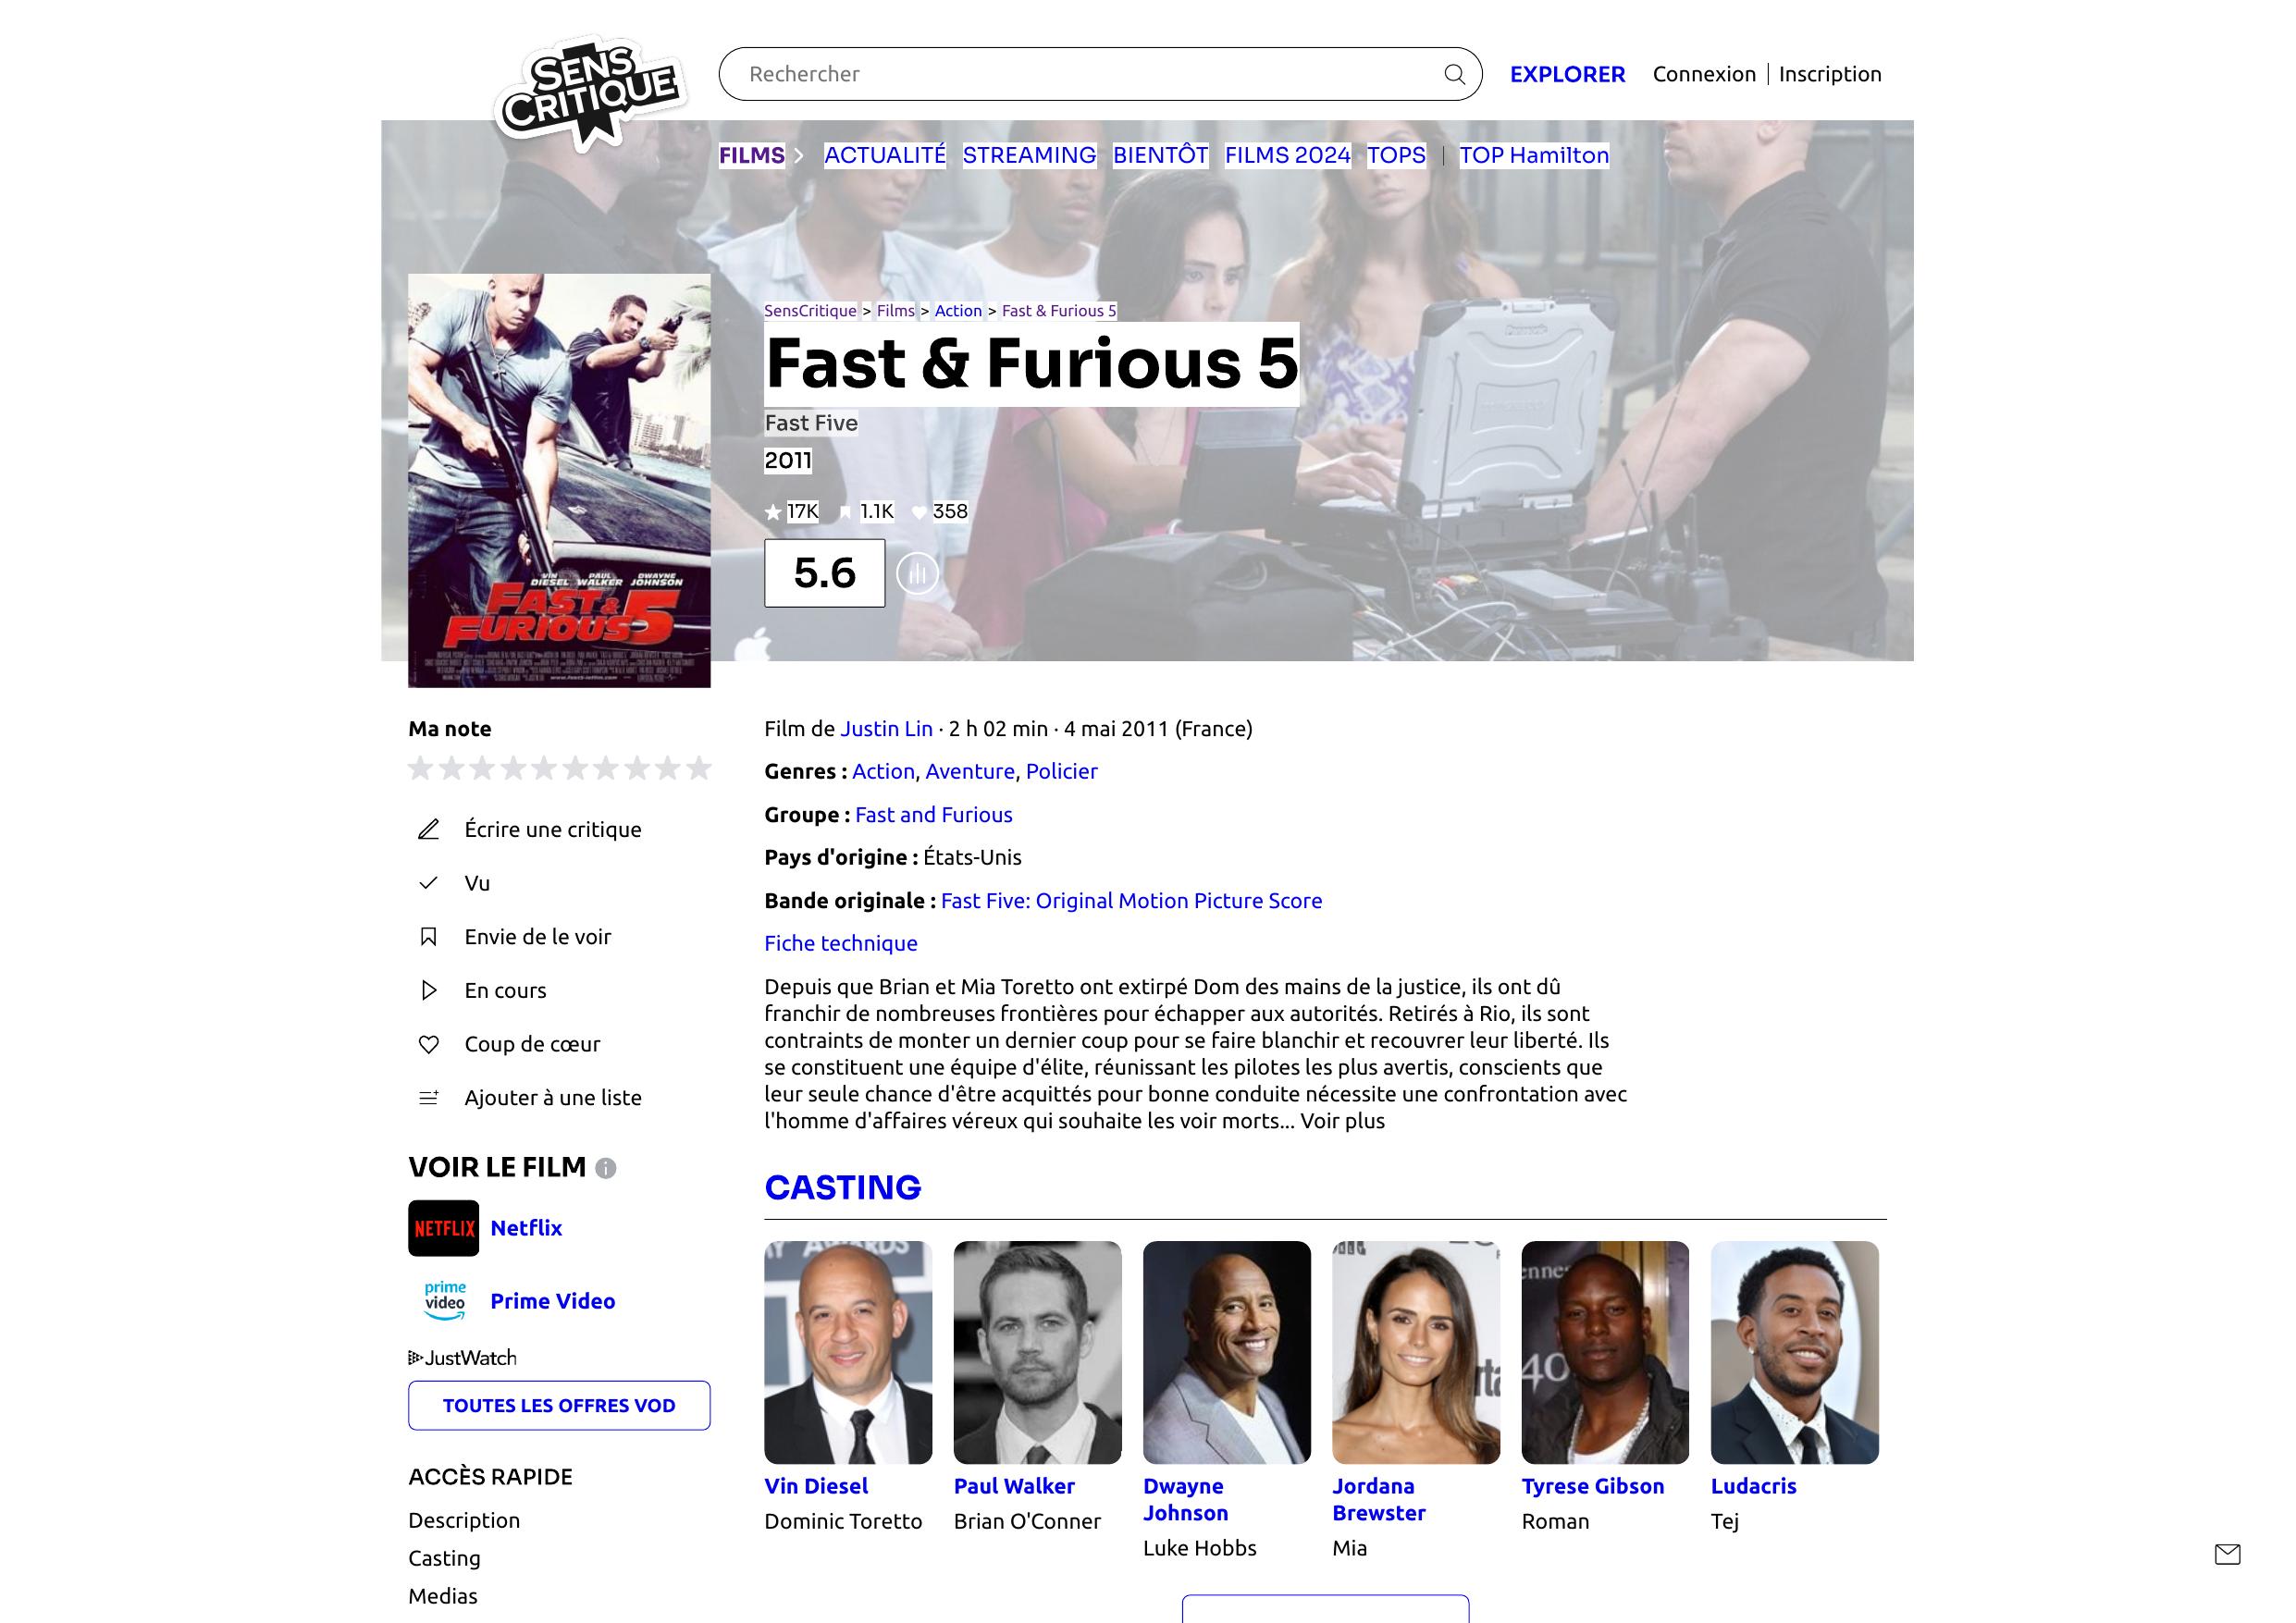 SENS
CRITIQUE
Rechercher
EXPLORER
Connexion
Inscription
FILMS
ACTUALITÉ
STREAMING
BIENTÔT
FILMS 2024
TOPS
|
TOP Hamilton
SensCritique > Films > Action > Fast & Furious 5
Fast & Furious 5
Fast Five
2011
17K
1.1K
358
5.6
VIN DIESEL
PAUL WALKER
DWAYNE JOHNSON
FAST &
FURIOUS 5
Ma note
Écrire une critique
Vu
Envie de le voir
En cours
Coup de cœur
Ajouter à une liste
VOIR LE FILM
NETFLIX
Netflix
prime
video
Prime Video
JustWatch
TOUTES LES OFFRES VOD
ACCÈS RAPIDE
Description
Casting
Medias
Film de Justin Lin · 2 h 02 min · 4 mai 2011 (France)
Genres : Action, Aventure, Policier
Groupe : Fast and Furious
Pays d'origine : États-Unis
Bande originale : Fast Five: Original Motion Picture Score
Fiche technique
Depuis que Brian et Mia Toretto ont extirpé Dom des mains de la justice, ils ont dû
franchir de nombreuses frontières pour échapper aux autorités. Retirés à Rio, ils sont
contraints de monter un dernier coup pour se faire blanchir et recouvrer leur liberté. Ils
se constituent une équipe d'élite, réunissant les pilotes les plus avertis, conscients que
leur seule chance d'être acquittés pour bonne conduite nécessite une confrontation avec
l'homme d'affaires véreux qui souhaite les voir morts... Voir plus
CASTING
Vin Diesel
Dominic Toretto
Paul Walker
Brian O'Conner
Dwayne
Johnson
Luke Hobbs
Jordana
Brewster
Mia
Tyrese Gibson
Roman
Ludacris
Tej